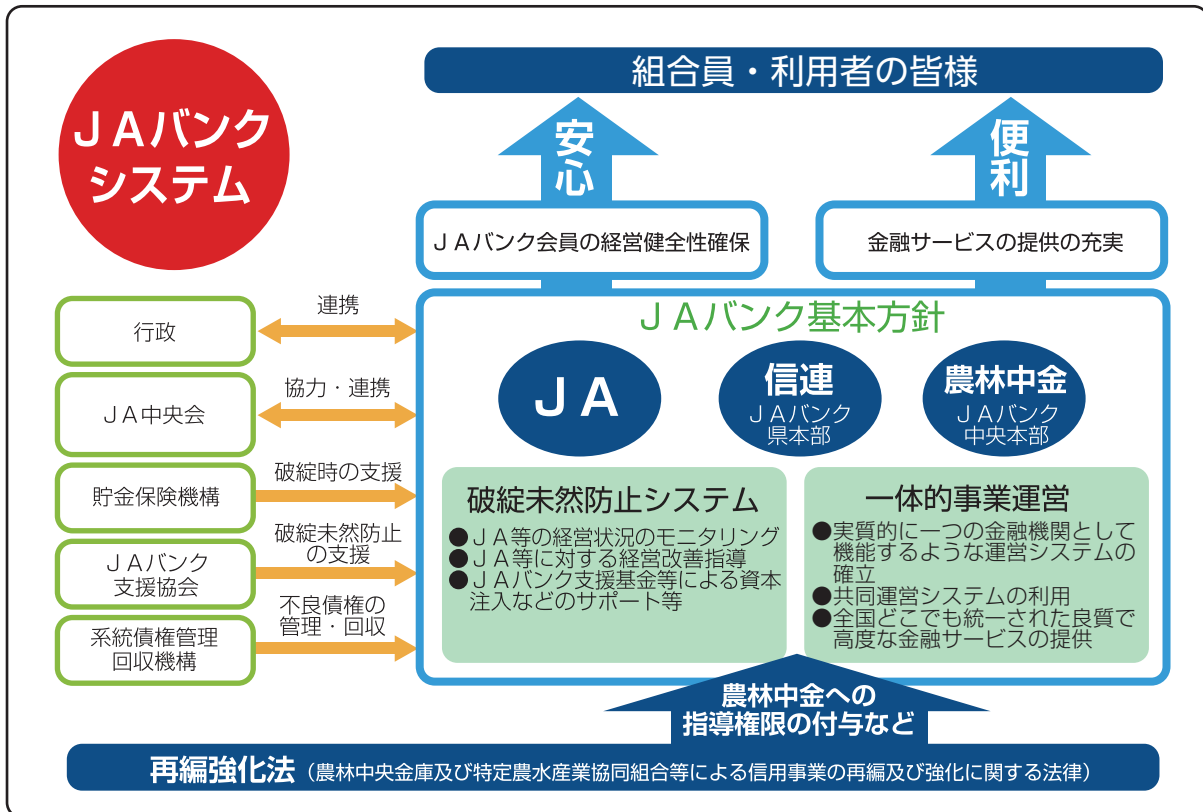 JAバンク
システム
組合員・利用者の皆様
安心
便利
JAバンク会員の経営健全性確保
金融サービスの提供の充実
行政
連携
JA中央会
協力・連携
貯金保険機構
破綻時の支援
JAバンク
支援協会
破綻未然防止
の支援
系統債権管理
回収機構
不良債権の
管理・回収
JAバンク基本方針
JA
信連
JAバンク
県本部
農林中金
JAバンク
中央本部
破綻未然防止システム
●JA等の経営状況のモニタリング
●JA等に対する経営改善指導
●JAバンク支援基金等による資本
注入などのサポート等
一体的事業運営
●実質的に一つの金融機関として
機能するような運営システムの
確立
●共同運営システムの利用
●全国どこでも統一された良質で
高度な金融サービスの提供
農林中金への
指導権限の付与など
再編強化法(農林中央金庫及び特定農水産業協同組合等による信用事業の再編及び強化に関する法律)